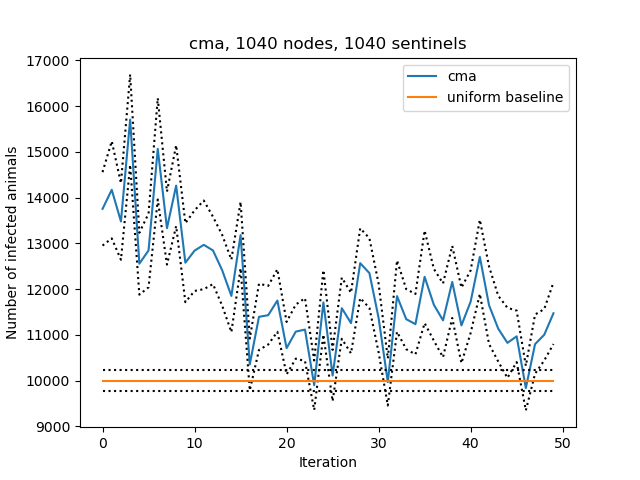 cma, 1040 nodes, 1040 sentinels
cma
uniform baseline
Number of infected animals
17000
16000
15000
14000
13000
12000
11000
10000
9000
0 10 20 30 40 50
Iteration